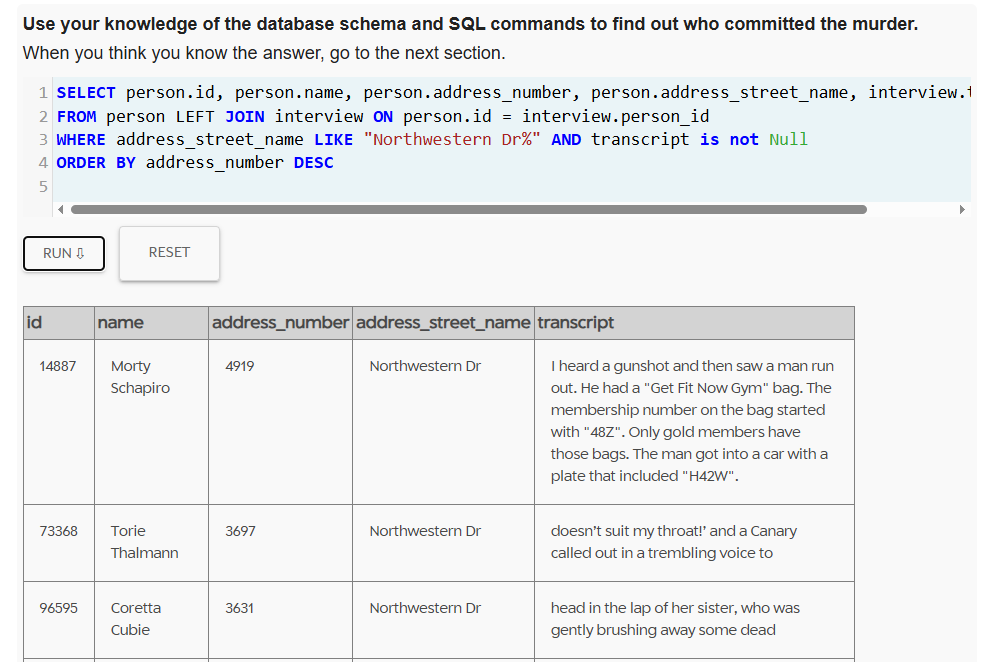 Use your knowledge of the database schema and SQL commands to find out who committed the murder.
When you think you know the answer, go to the next section.
1 SELECT person.id, person.name, person.address_number, person.address_street_name, interview.
2 FROM person LEFT JOIN interview ON person.id = interview.person_id
3 WHERE address_street_name LIKE "Northwestern Dr%" AND transcript is not Null
4 ORDER BY address_number DESC
5
RUN ⇩ RESET
id name address_number address_street_name transcript
14887 Morty 4919 Northwestern Dr I heard a gunshot and then saw a man run
Schapiro out. He had a "Get Fit Now Gym" bag. The
membership number on the bag started
with "48Z". Only gold members have
those bags. The man got into a car with a
plate that included "H42W".
73368 Torie 3697 Northwestern Dr doesn't suit my throat!' and a Canary
Thalmann called out in a trembling voice to
96595 Coretta 3631 Northwestern Dr head in the lap of her sister, who was
Cubie gently brushing away some dead